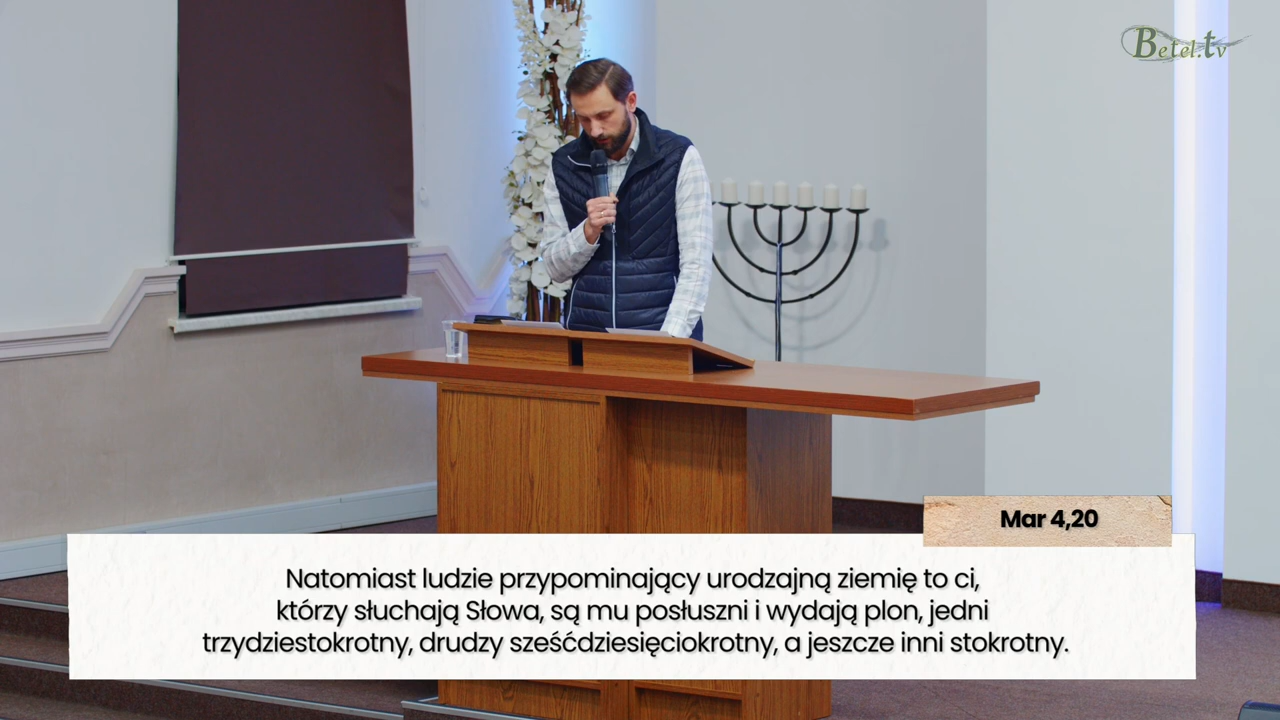 Betel.tv
Mar 4,20
Natomiast ludzie przypominający urodzajną ziemię to ci,
którzy słuchają Słowa, są mu posłuszni i wydają plon, jedni
trzydziestokrotny, drudzy sześćdziesięciokrotny, a jeszcze inni stokrotny.